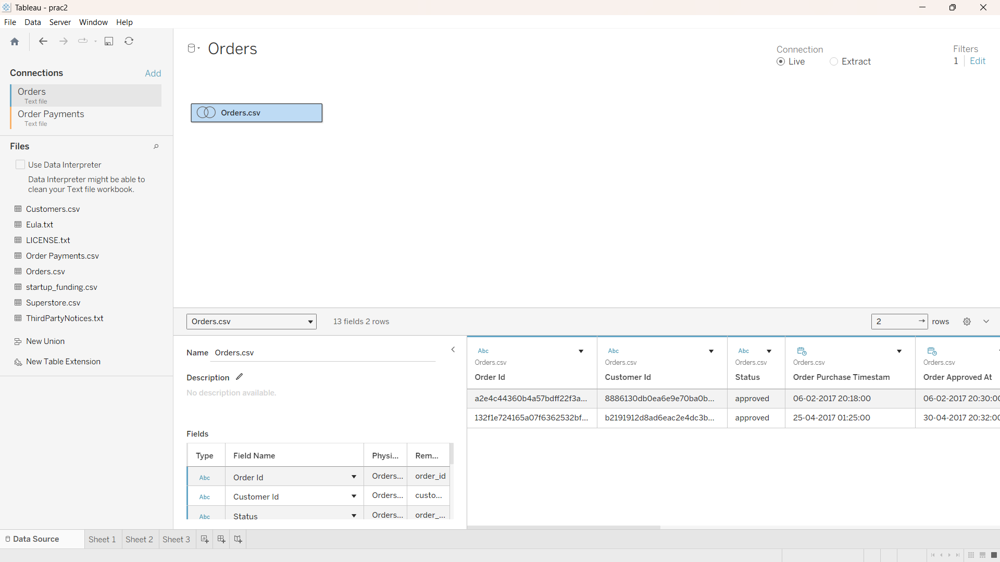 Tableau - prac2
File Data Server Window Help
Connections Add
Orders
Text file
Order Payments
Text file
Files
Use Data Interpreter
Data Interpreter might be able to
clean your Text file workbook.
Customers.csv
Eula.txt
LICENSE.txt
Order Payments.csv
Orders.csv
startup_funding.csv
Superstore.csv
ThirdPartyNotices.txt
New Union
New Table Extension
Orders
Connection
Live Extract
Filters
1 Edit
Orders.csv
Orders.csv 13 fields 2 rows 2 rows
Name Orders.csv
Description
No description available.
Fields
Type Field Name Physi... Rem...
Abc Order Id Orders... order_id
Abc Customer Id Orders... custo...
Abc Status Orders... order_...
Abc Abc Abc
Orders.csv Orders.csv Orders.csv Orders.csv Orders.csv
Order Id Customer Id Status Order Purchase Timestam Order Approved At
a2e4c44360b4a57bdff22f3a... 8886130db0ea6e9e70ba0b... approved 06-02-2017 20:18:00 06-02-2017 20:30:00
132f1e724165a07f6362532bf... b2191912d8ad6eac2e4dc3b... approved 25-04-2017 01:25:00 30-04-2017 20:32:00
Data Source Sheet 1 Sheet 2 Sheet 3